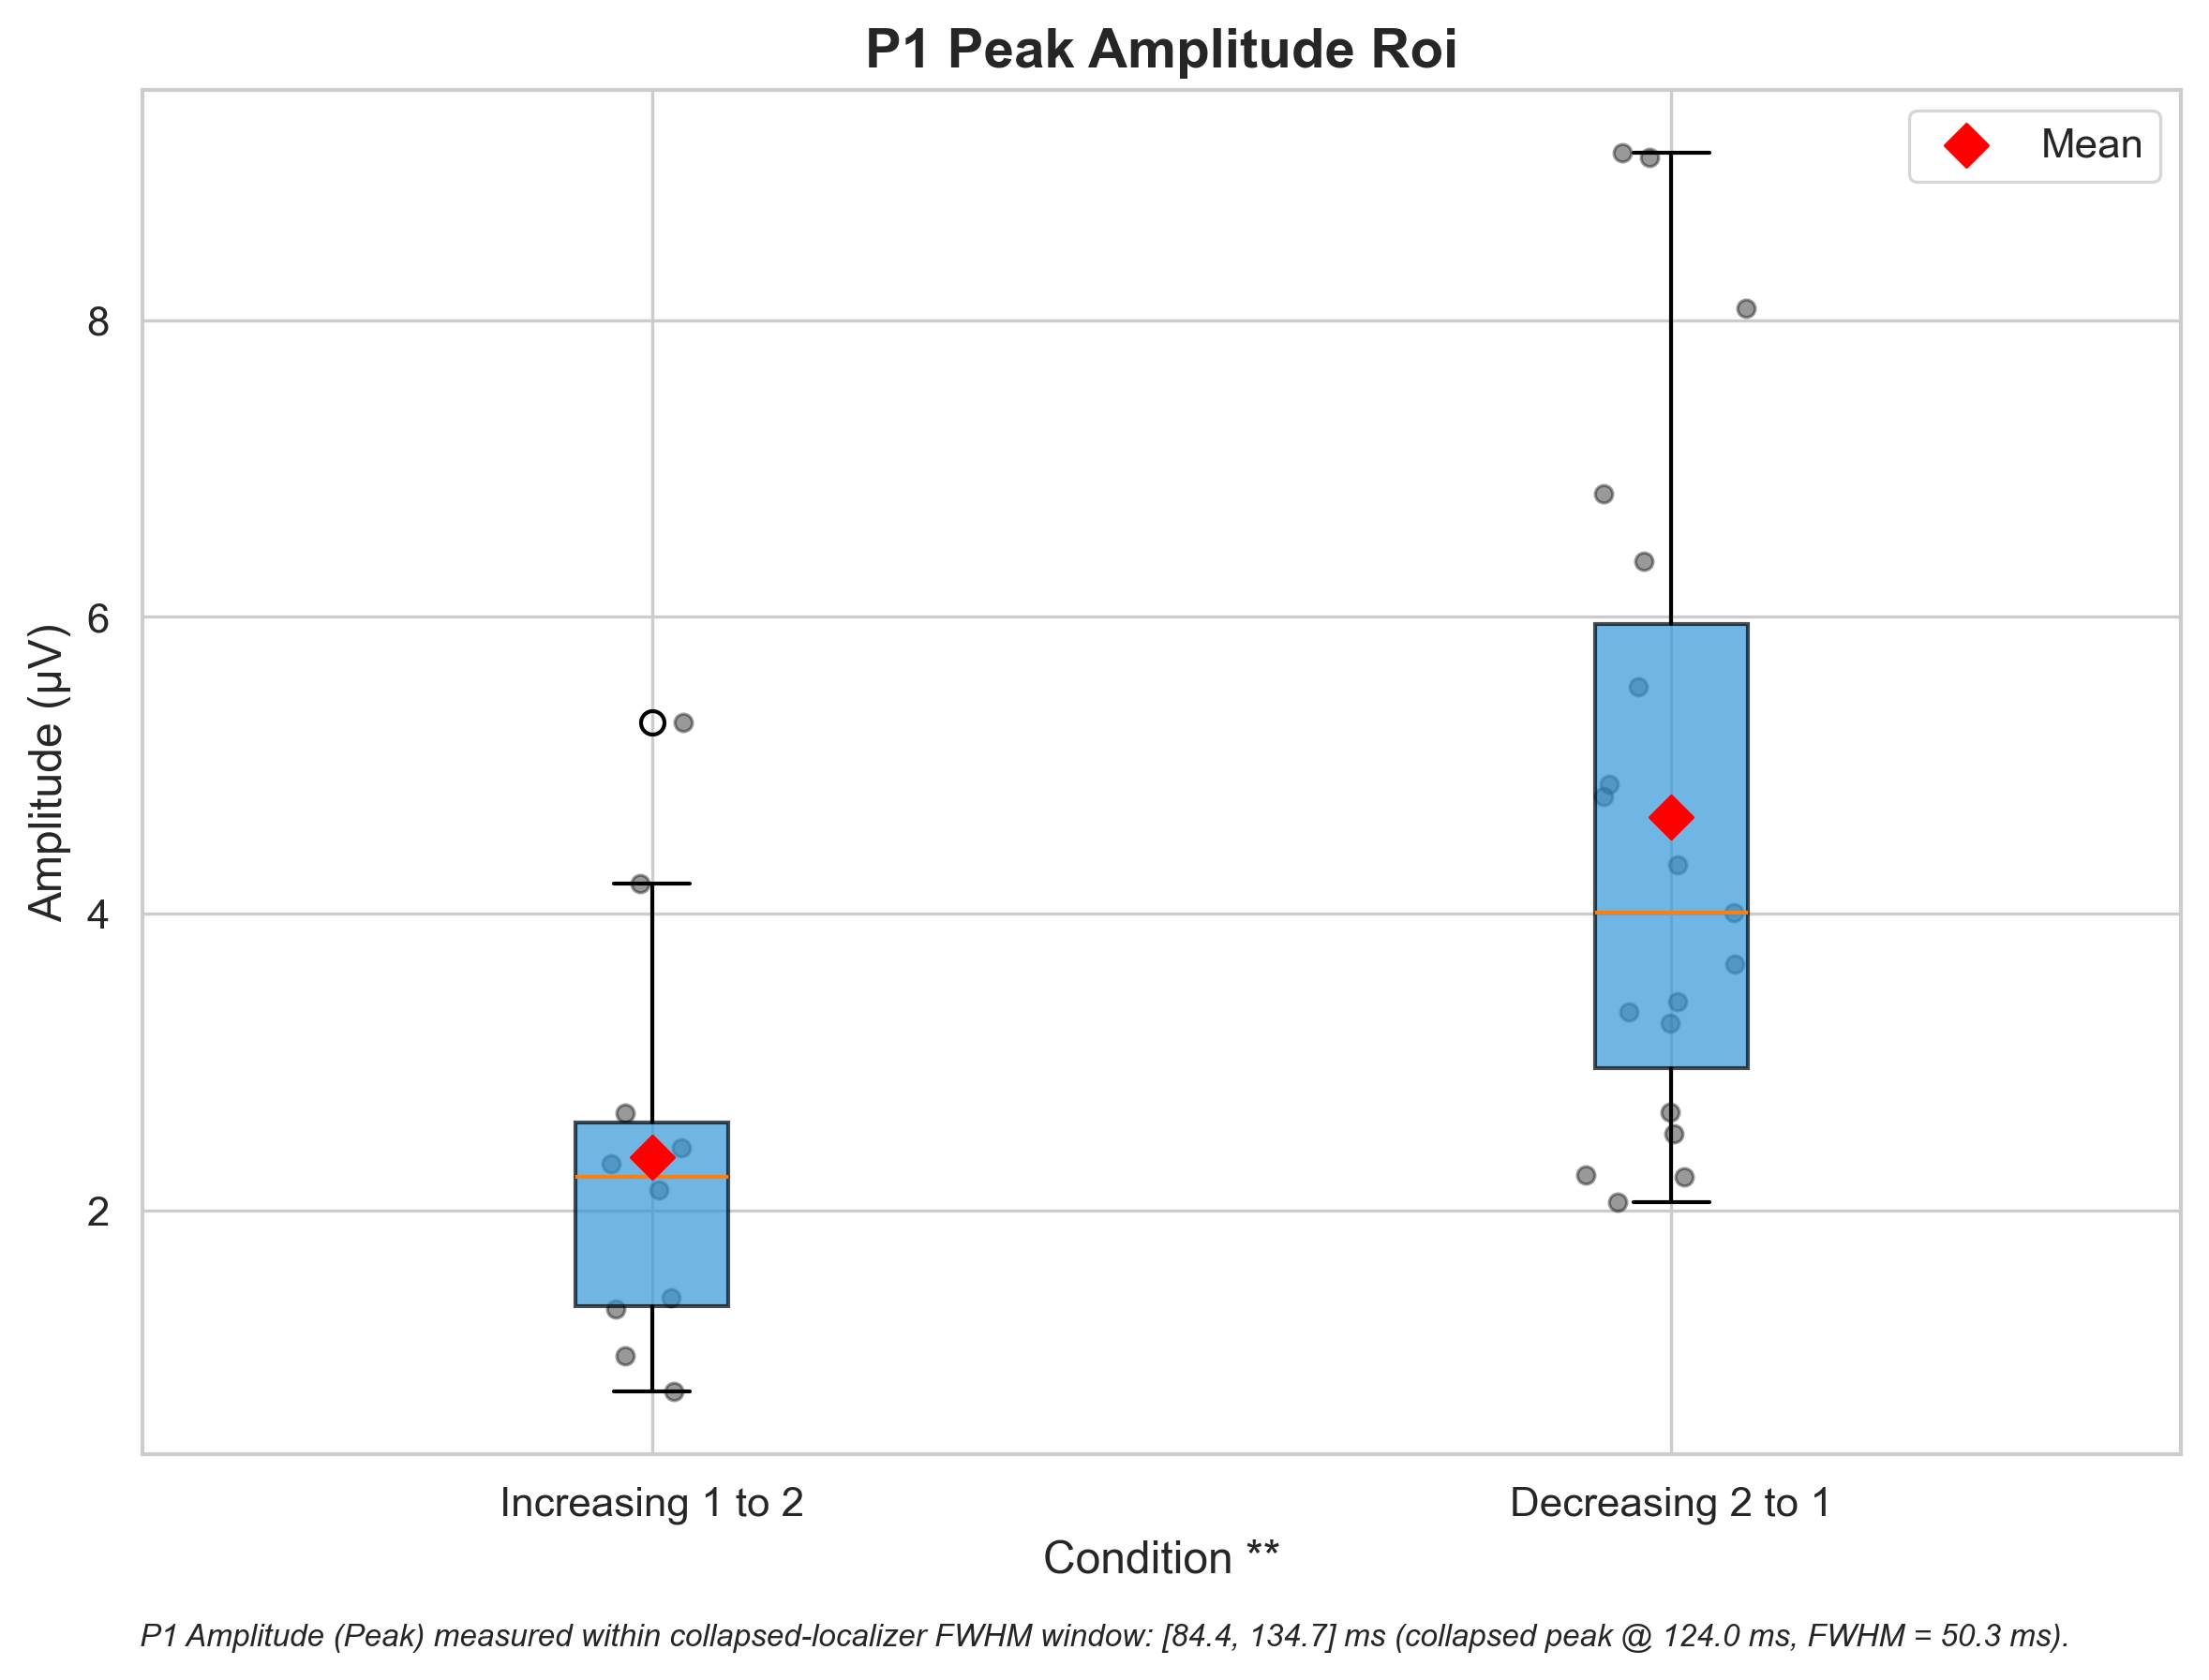 P1 Peak Amplitude Roi
Mean
Amplitude (µV)
8
6
4
2
Increasing 1 to 2
Decreasing 2 to 1
Condition **
P1 Amplitude (Peak) measured within collapsed-localizer FWHM window: [84.4, 134.7] ms (collapsed peak @ 124.0 ms, FWHM = 50.3 ms).